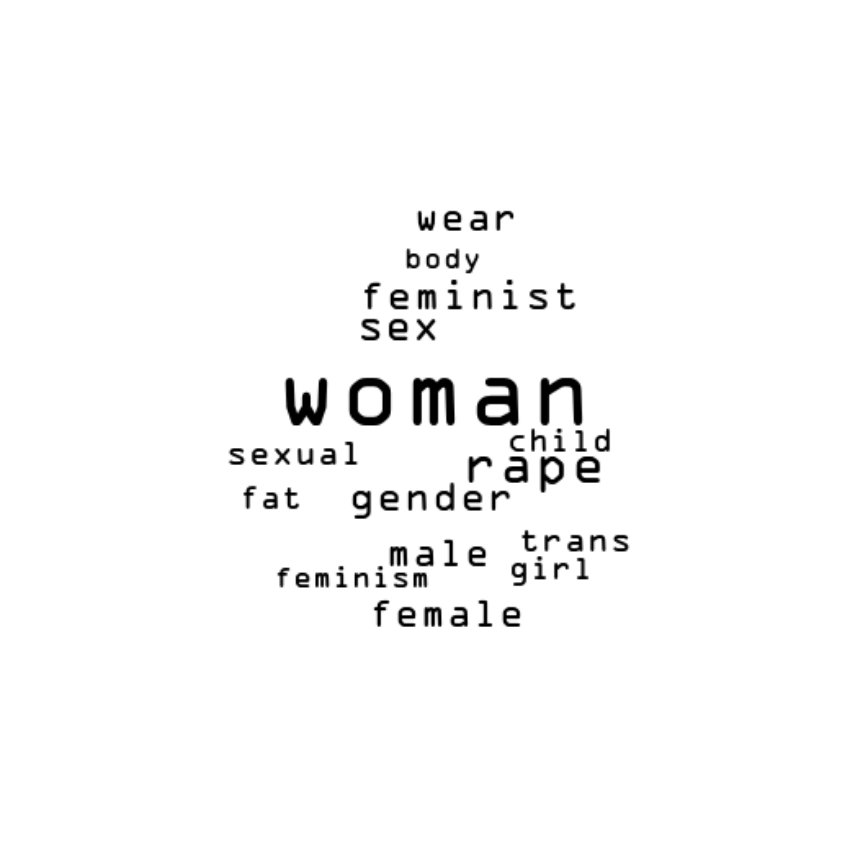 wear
body
feminist
sex
woman
child
sexual
rape
fat gender
trans
male
girl
feminism
female